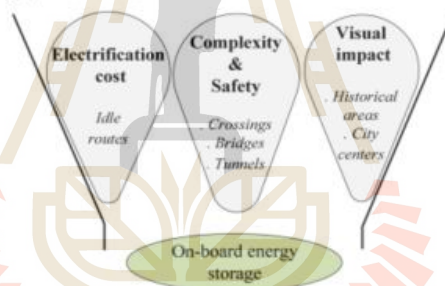 Electrification
cost
Idle
routes
Complexity
&
Safety
. Crossings
. Bridges
. Tunnels
Visual
impact
. Historical
areas
. City
centers
On-board energy
storage